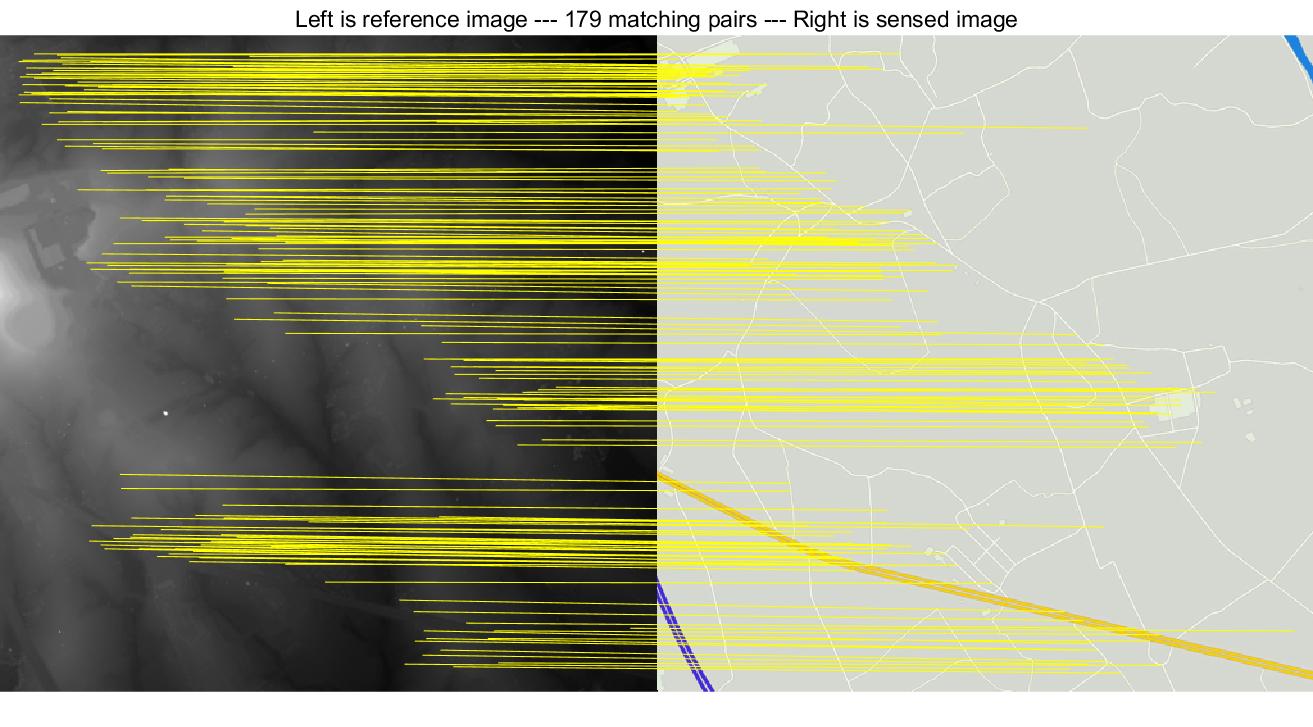 Left is reference image --- 179 matching pairs --- Right is sensed image